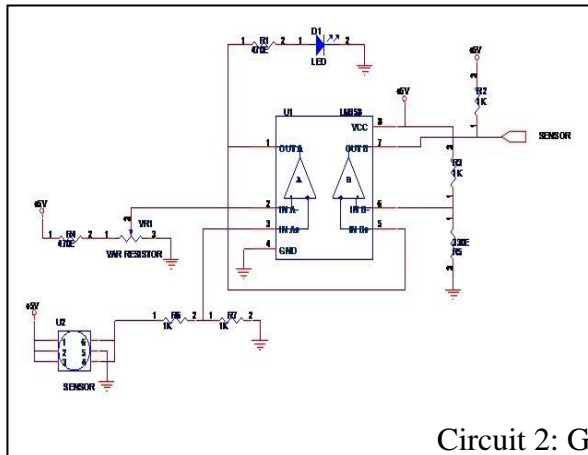 D1
1 2
LED
1 2
R1
470E
+5V
R2
1K
SENSOR
+5V
U1
LM358
VCC 8
1 OUT A
OUT B 7
A
B
2 IN A-
IN B- 6
3 IN A+
IN B+ 5
4 GND
R3
1K
330E
R5
+5V
R4
470E
1 2
1 3
2
VR1
VAR RESISTOR
+5V
U2
1 6
2 5
3 4
SENSOR
1 R6 2
1K
1 R7 2
1K
Circuit 2: G